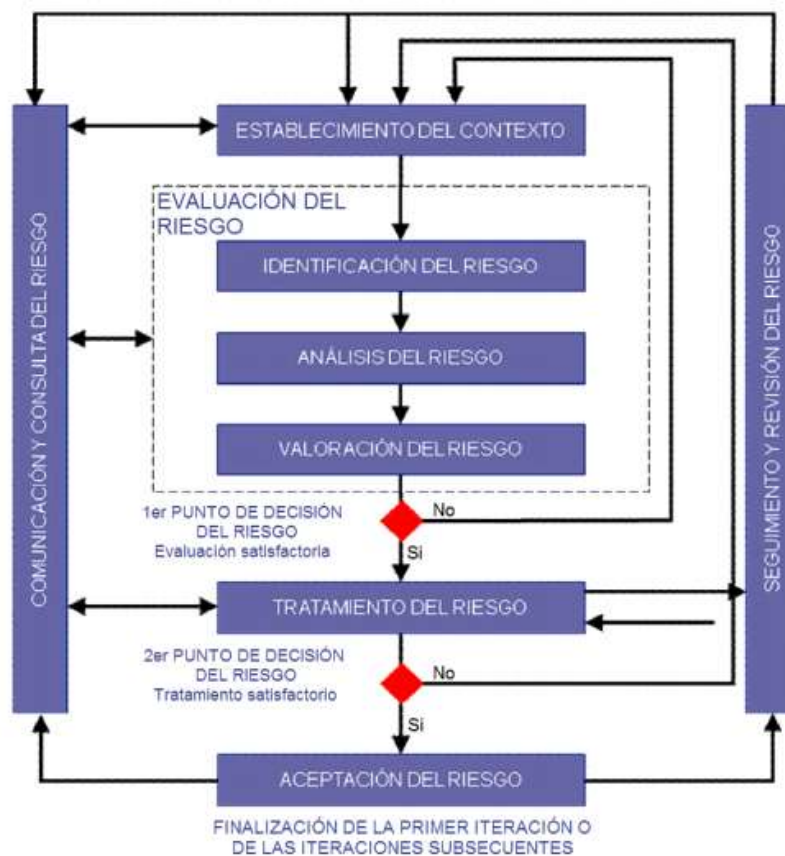 ESTABLECIMIENTO DEL CONTEXTO
EVALUACIÓN DEL
RIESGO
IDENTIFICACIÓN DEL RIESGO
ANÁLISIS DEL RIESGO
VALORACIÓN DEL RIESGO
COMUNICACIÓN Y CONSULTA DEL RIESGO
SEGUIMIENTO Y REVISIÓN DEL RIESGO
1er PUNTO DE DECISIÓN
DEL RIESGO
Evaluación satisfactoria
No
Si
TRATAMIENTO DEL RIESGO
2er PUNTO DE DECISIÓN
DEL RIESGO
Tratamiento satisfactorio
No
Si
ACEPTACIÓN DEL RIESGO
FINALIZACIÓN DE LA PRIMER ITERACIÓN O
DE LAS ITERACIONES SUBSECUENTES